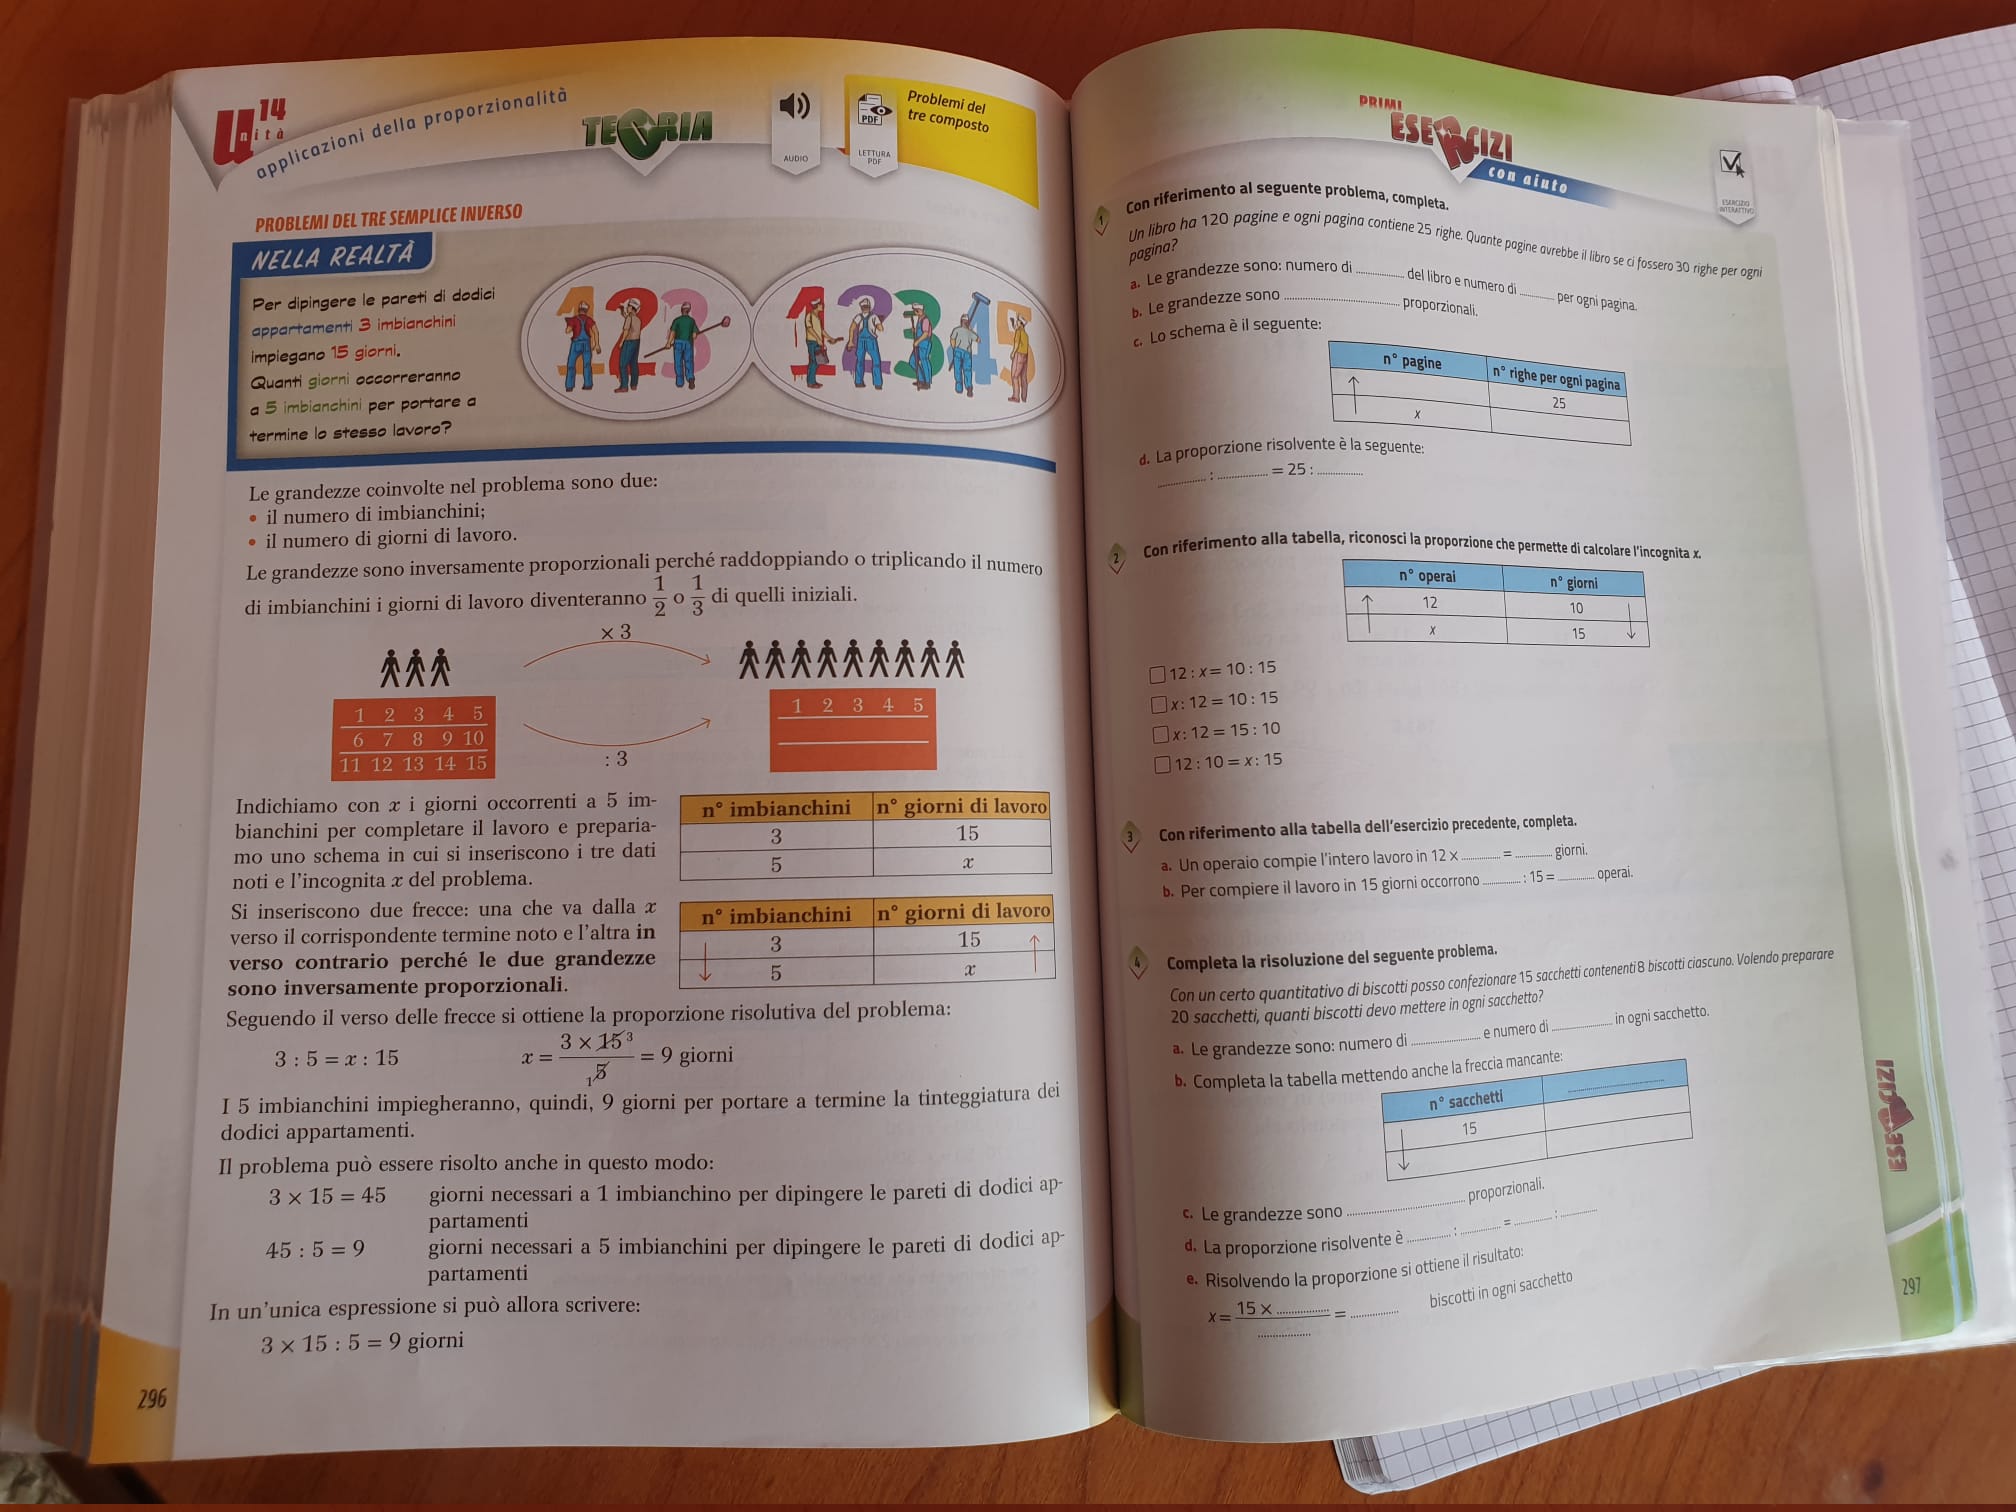 Unità 14
applicazioni della proporzionalità
TEORIA
AUDIO
PDF
LETTURA
PDF
Problemi del
tre composto
PROBLEMI DEL TRE SEMPLICE INVERSO
NELLA REALTÀ
Per dipingere le pareti di dodici
appartamenti 3 imbianchini
impiegano 15 giorni.
Quanti giorni occorreranno
a 5 imbianchini per portare a
termine lo stesso lavoro?
1 2 3
1 2 3 4 5
Le grandezze coinvolte nel problema sono due:
• il numero di imbianchini;
• il numero di giorni di lavoro.
Le grandezze sono inversamente proporzionali perché raddoppiando o triplicando il numero
di imbianchini i giorni di lavoro diventeranno 1/2 o 1/3 di quelli iniziali.
× 3
1 2 3 4 5
6 7 8 9 10
11 12 13 14 15
: 3
1 2 3 4 5
Indichiamo con x i giorni occorrenti a 5 im-
bianchini per completare il lavoro e preparia-
mo uno schema in cui si inseriscono i tre dati
noti e l'incognita x del problema.
n° imbianchini n° giorni di lavoro
3 15
5 x
Si inseriscono due frecce: una che va dalla x
verso il corrispondente termine noto e l'altra in
verso contrario perché le due grandezze
sono inversamente proporzionali.
n° imbianchini n° giorni di lavoro
↓ 3 15 ↑
5 x
Seguendo il verso delle frecce si ottiene la proporzione risolutiva del problema:
3 : 5 = x : 15 x = 3 × 15 3 / 1 5 = 9 giorni
I 5 imbianchini impiegheranno, quindi, 9 giorni per portare a termine la tinteggiatura dei
dodici appartamenti.
Il problema può essere risolto anche in questo modo:
3 × 15 = 45 giorni necessari a 1 imbianchino per dipingere le pareti di dodici ap-
partamenti
45 : 5 = 9 giorni necessari a 5 imbianchini per dipingere le pareti di dodici ap-
partamenti
In un'unica espressione si può allora scrivere:
3 × 15 : 5 = 9 giorni
296
PRIMI
ESERCIZI
con aiuto
ESERCIZIO
INTERATTIVO
1 Con riferimento al seguente problema, completa.
Un libro ha 120 pagine e ogni pagina contiene 25 righe. Quante pagine avrebbe il libro se ci fossero 30 righe per ogni
pagina?
a. Le grandezze sono: numero di ............ del libro e numero di ............ per ogni pagina.
b. Le grandezze sono ............ proporzionali.
c. Lo schema è il seguente:
n° pagine n° righe per ogni pagina
↑ 25
x
d. La proporzione risolvente è la seguente:
............ : ............ = 25 : ............
2 Con riferimento alla tabella, riconosci la proporzione che permette di calcolare l'incognita x.
n° operai n° giorni
↑ 12 10 ↓
x 15
□ 12 : x = 10 : 15
□ x : 12 = 10 : 15
□ x : 12 = 15 : 10
□ 12 : 10 = x : 15
3 Con riferimento alla tabella dell'esercizio precedente, completa.
a. Un operaio compie l'intero lavoro in 12 × ............ = ............ giorni.
b. Per compiere il lavoro in 15 giorni occorrono ............ : 15 = ............ operai.
4 Completa la risoluzione del seguente problema.
Con un certo quantitativo di biscotti posso confezionare 15 sacchetti contenenti 8 biscotti ciascuno. Volendo preparare
20 sacchetti, quanti biscotti devo mettere in ogni sacchetto?
a. Le grandezze sono: numero di ............ e numero di ............ in ogni sacchetto.
b. Completa la tabella mettendo anche la freccia mancante:
n° sacchetti ............
↓ 15
c. Le grandezze sono ............ proporzionali.
d. La proporzione risolvente è ............ : ............ = ............ : ............
e. Risolvendo la proporzione si ottiene il risultato:
x = 15 × ............ / ............ = ............ biscotti in ogni sacchetto
ESERCIZI
297